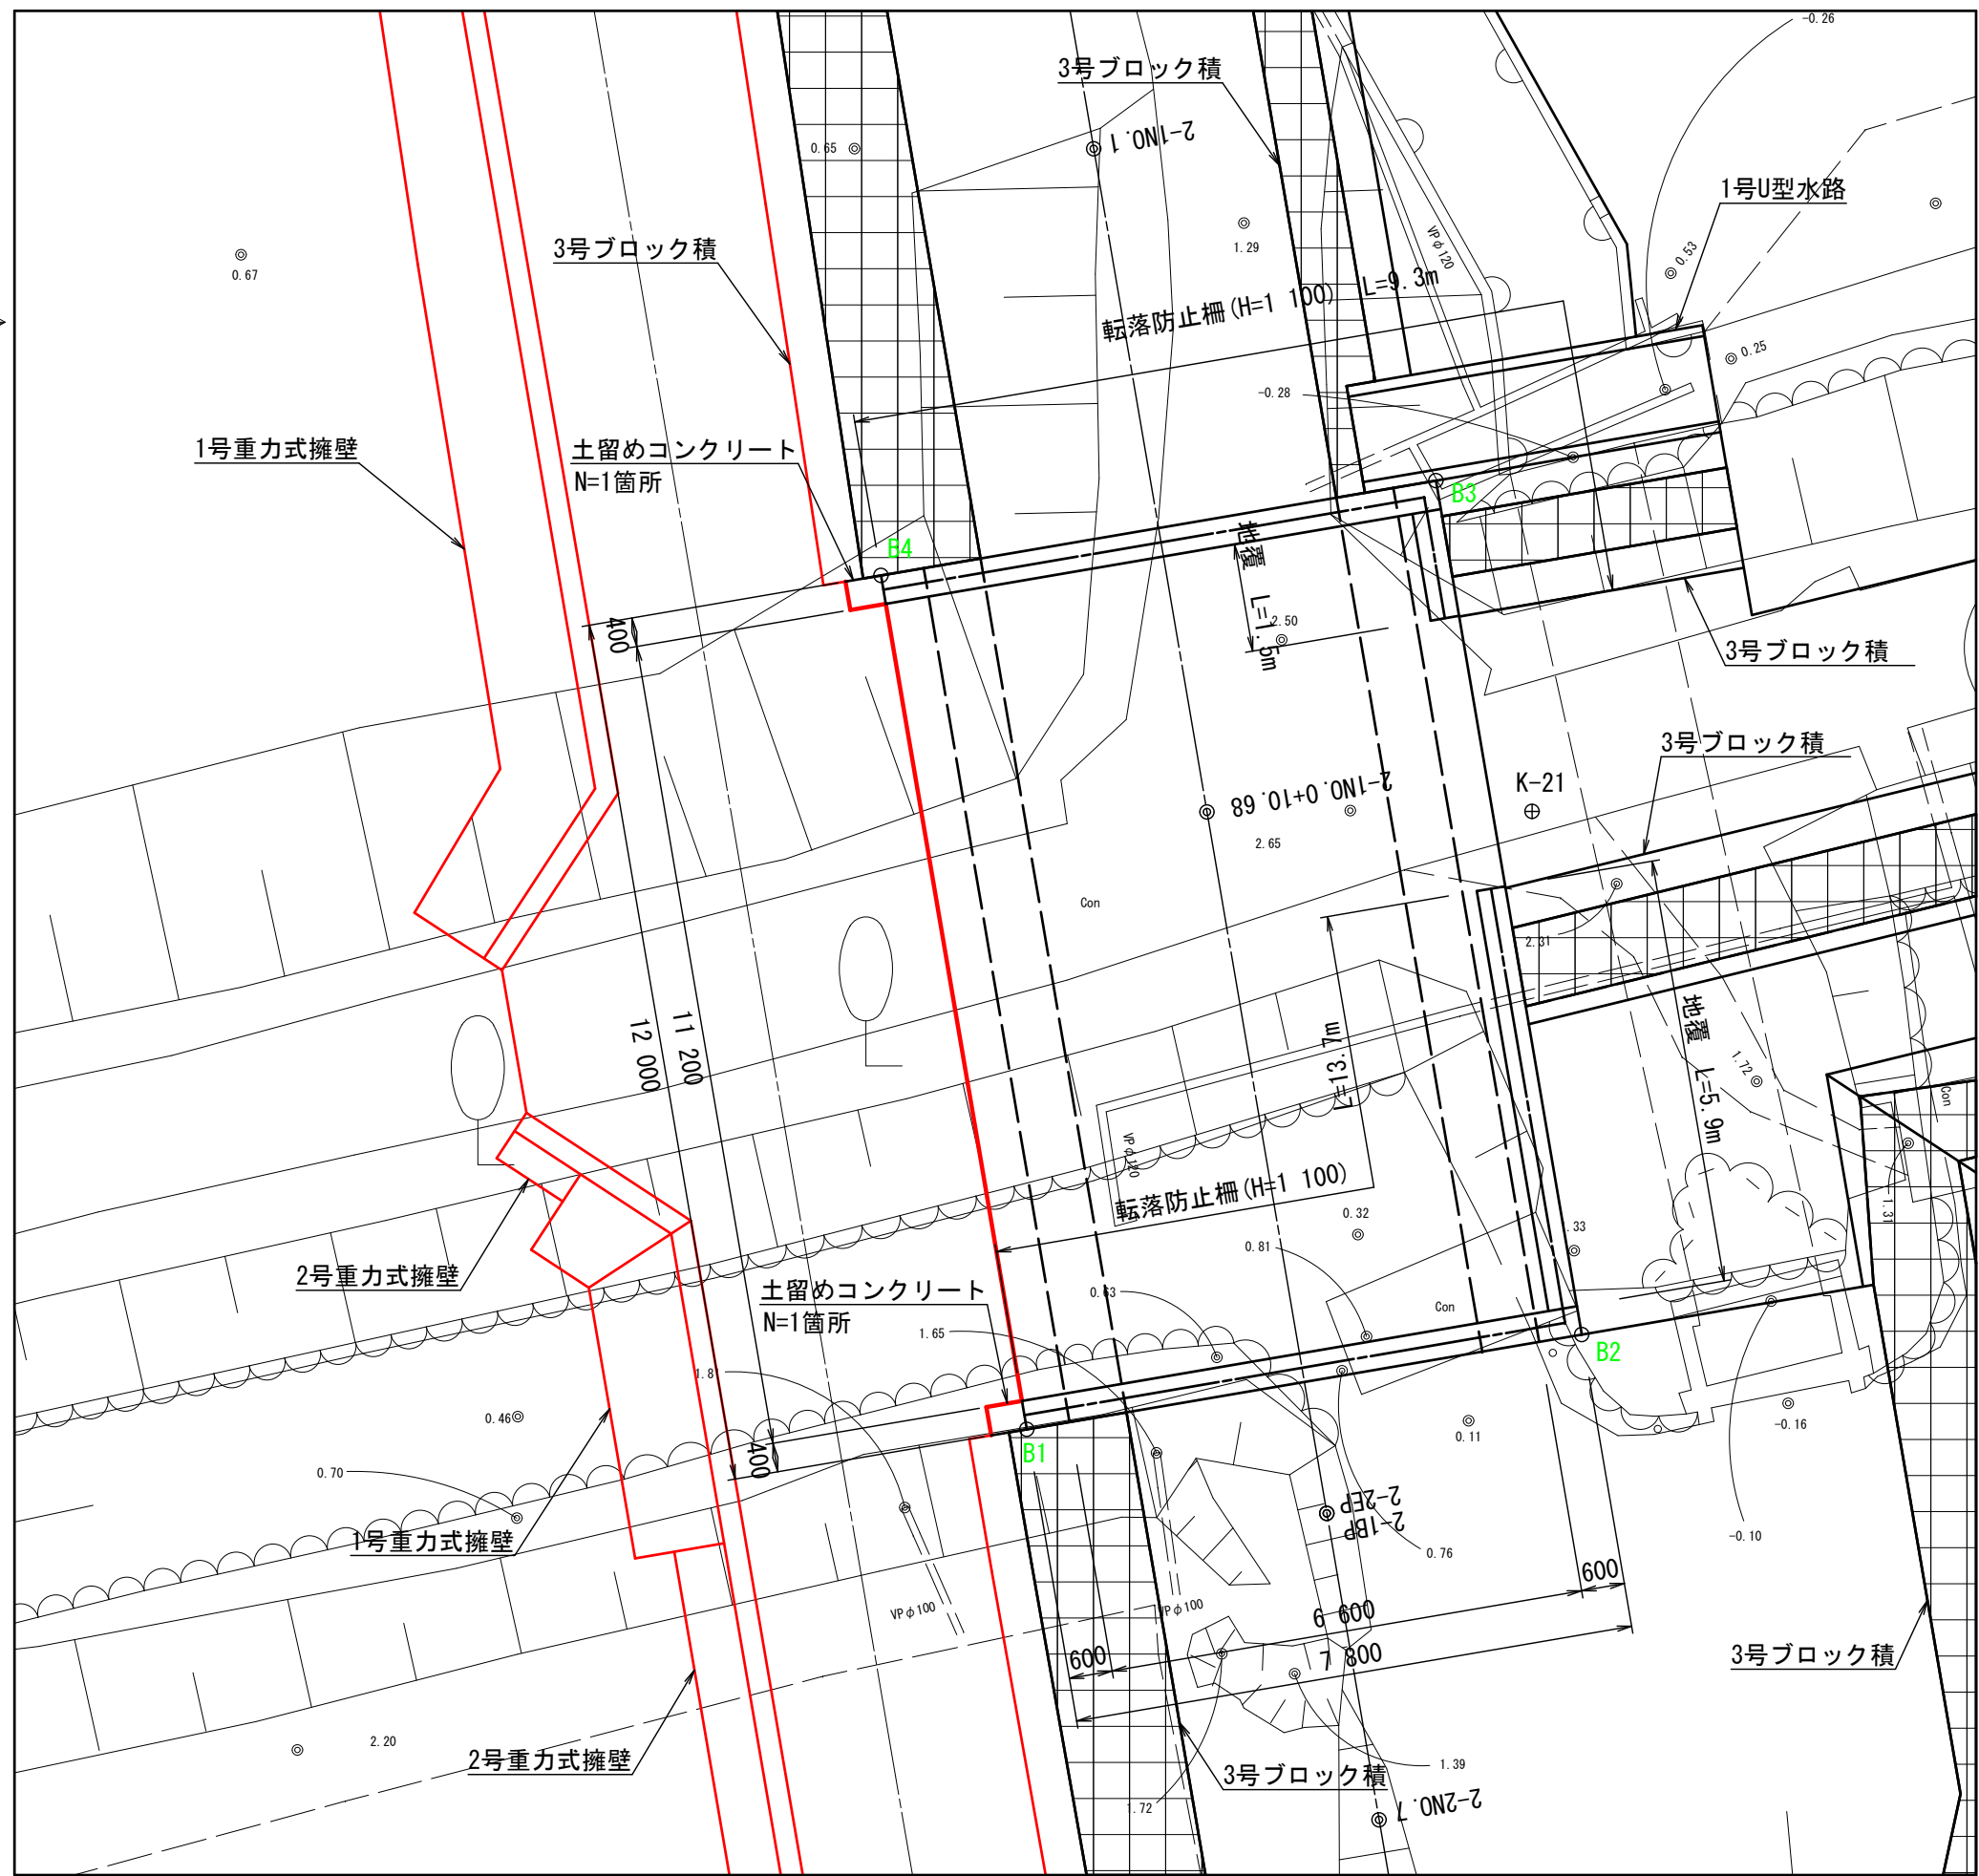 -0.26
3号ブロック積
0.65
2-1NO.1
1号U型水路
3号ブロック積
1.29
VPφ120
0.53
0.67
L=9.3m
転落防止柵(H=1 100)
0.25
-0.28
1号重力式擁壁
土留めコンクリート
N=1箇所
B3
B4
地覆 L=1.5m
400
2.50
3号ブロック積
3号ブロック積
K-21
2-1NO.0+10.68
2.65
Con
2.31
地覆 L=5.9m
11 200
12 000
L=13.7m
1.72
Con
VPφ120
転落防止柵(H=1 100)
1.31
0.32
.33
0.81
2号重力式擁壁
土留めコンクリート
N=1箇所
0.63
Con
1.65
B2
1.81
0.46
-0.16
0.11
400
B1
0.70
2-2EP
2-1BP
1号重力式擁壁
0.76
-0.10
600
VPφ100
VPφ100
6 600
600
7 800
3号ブロック積
2.20
2号重力式擁壁
1.39
3号ブロック積
1.72
2-2NO.7